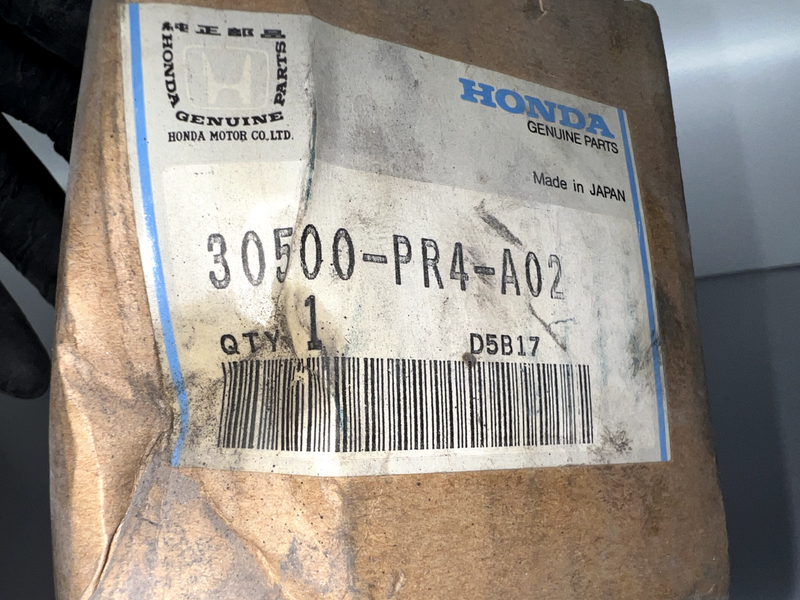 純正部品
HONDA GENUINE PARTS
HONDA MOTOR CO., LTD.
HONDA
GENUINE PARTS
Made in JAPAN
30500-PR4-A02
QTY 1
D5B17